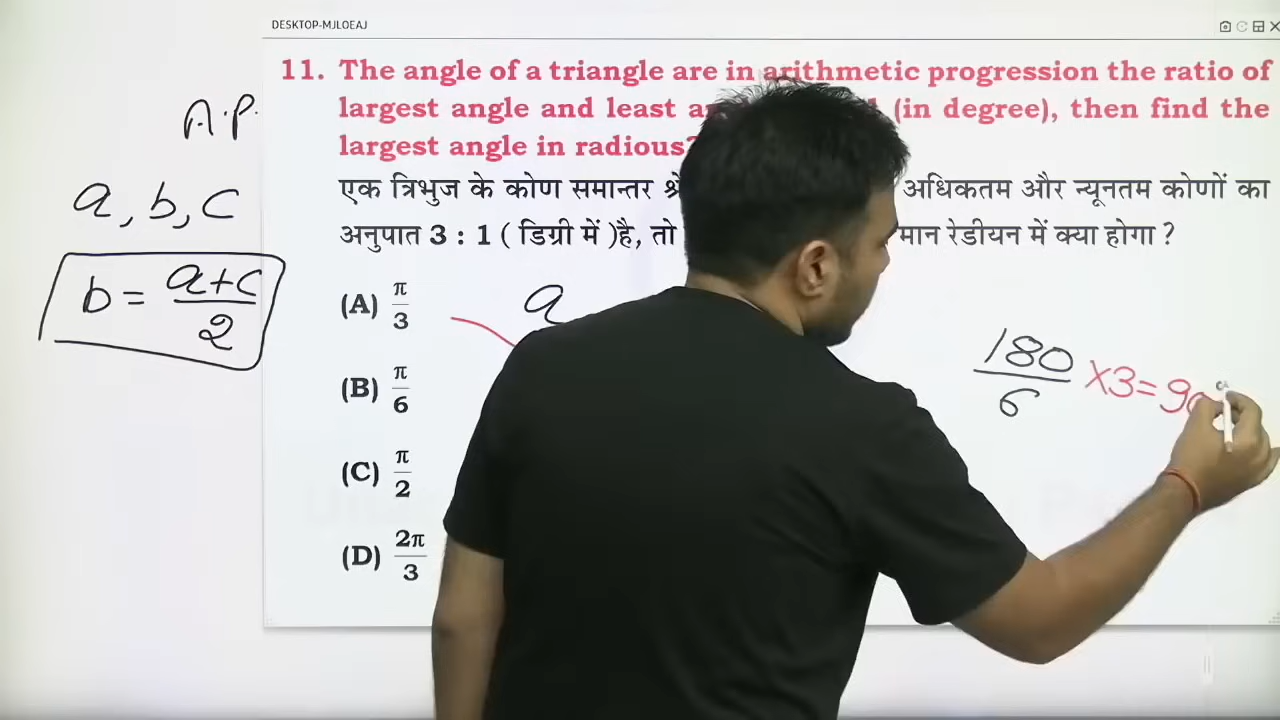 DESKTOP-MJLOEAJ
11. The angle of a triangle are in arithmetic progression the ratio of
largest angle and least (in degree), then find the
largest angle in radious?
एक त्रिभुज के कोण समान्तर अधिकतम और न्यूनतम कोणों का
अनुपात 3 : 1 ( डिग्री में )है, तो मान रेडीयन में क्या होगा ?
(A) π/3
(B) π/6
(C) π/2
(D) 2π/3
A.P.
a, b, c
b = a+c/2
a
180/6 ×3=90